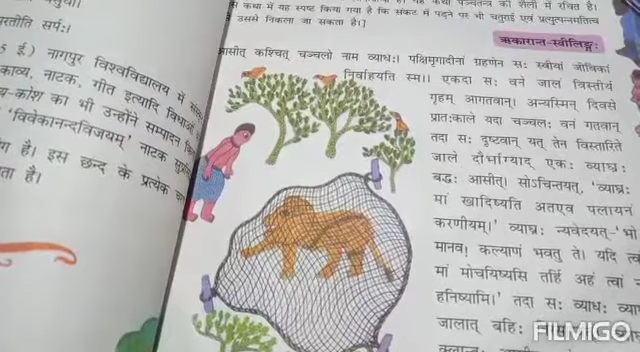 चतुर्थी।
परतोति सर्प:।
5 ई.) नागपुर विश्वविद्यालय में
काव्य, नाटक, गीत इत्यादि विधाओं
य-कोश का भी उन्होंने सम्पादन किया
'विवेकानन्दविजयम्' नाटक
है। इस छन्द के प्रत्येक
ता है।
कथा में यह स्पष्ट किया गया है कि संकट में पड़ने पर भी चतुराई एवं प्रत्युत्पन्नमतित्व
उससे निकला जा सकता है।]
ऋकारान्त-स्त्रीलिङ्गः
आसीत् कश्चित् चञ्चलो नाम व्याधः। पक्षिमृगादीनां ग्रहणेन सः स्वीयां जीविकां
निर्वाहयति स्म। एकदा सः वने जालं विस्तीर्य
गृहम् आगतवान्। अन्यस्मिन् दिवसे
प्रातःकाले यदा चञ्चलः वनं गतवान्
तदा सः दृष्टवान् यत् तेन विस्तारिते
जाले दौर्भाग्याद् एकः व्याघ्रः
बद्धः आसीत्। सोऽचिन्तयत्, 'व्याघ्रः
मां खादिष्यति अतएव पलायनं
करणीयम्।' व्याघ्रः न्यवेदयत्-'भो
मानव! कल्याणं भवतु ते। यदि त्वं
मां मोचयिष्यसि तर्हि अहं त्वां न
हनिष्यामि।' तदा सः व्याधः
जालात् बहिः
क्लान्तः
FILMIGO